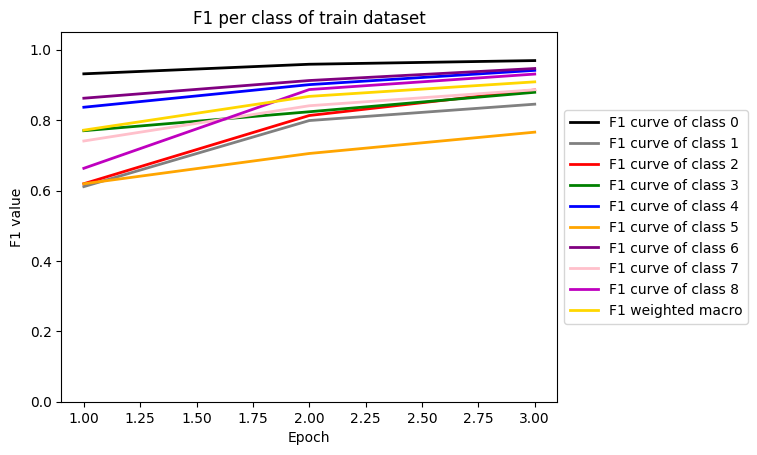 F1 per class of train dataset
1.0
0.8
0.6
0.4
0.2
0.0
F1 value
1.00 1.25 1.50 1.75 2.00 2.25 2.50 2.75 3.00
Epoch
F1 curve of class 0
F1 curve of class 1
F1 curve of class 2
F1 curve of class 3
F1 curve of class 4
F1 curve of class 5
F1 curve of class 6
F1 curve of class 7
F1 curve of class 8
F1 weighted macro